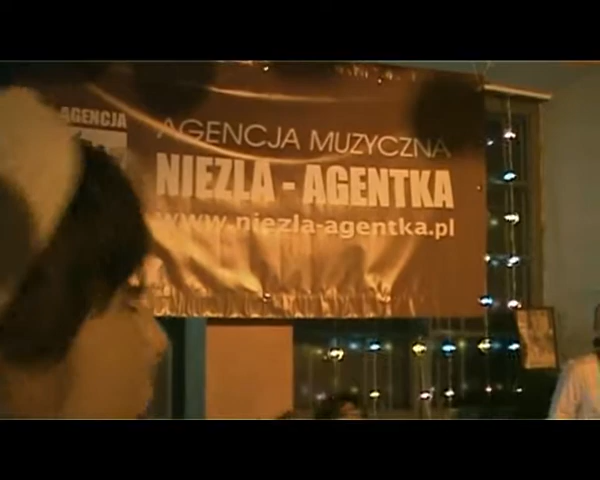 AGENCJA
AGENCJA MUZYCZNA
NIEZLA - AGENTKA
www.niezla-agentka.pl